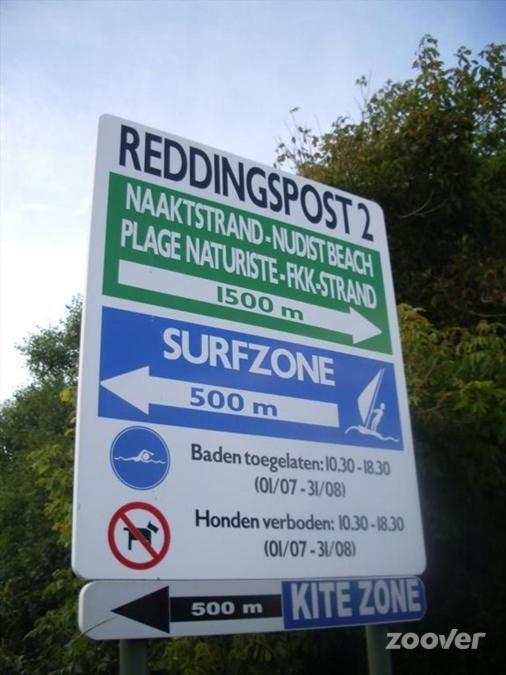 REDDINGSPOST 2
NAAKTSTRAND - NUDIST BEACH
PLAGE NATURISTE - FKK-STRAND
1500 m
SURFZONE
500 m
Baden toegelaten: 10.30 - 18.30
(01/07 - 31/08)
Honden verboden: 10.30 - 18.30
(01/07 - 31/08)
500 m KITE ZONE
zoover